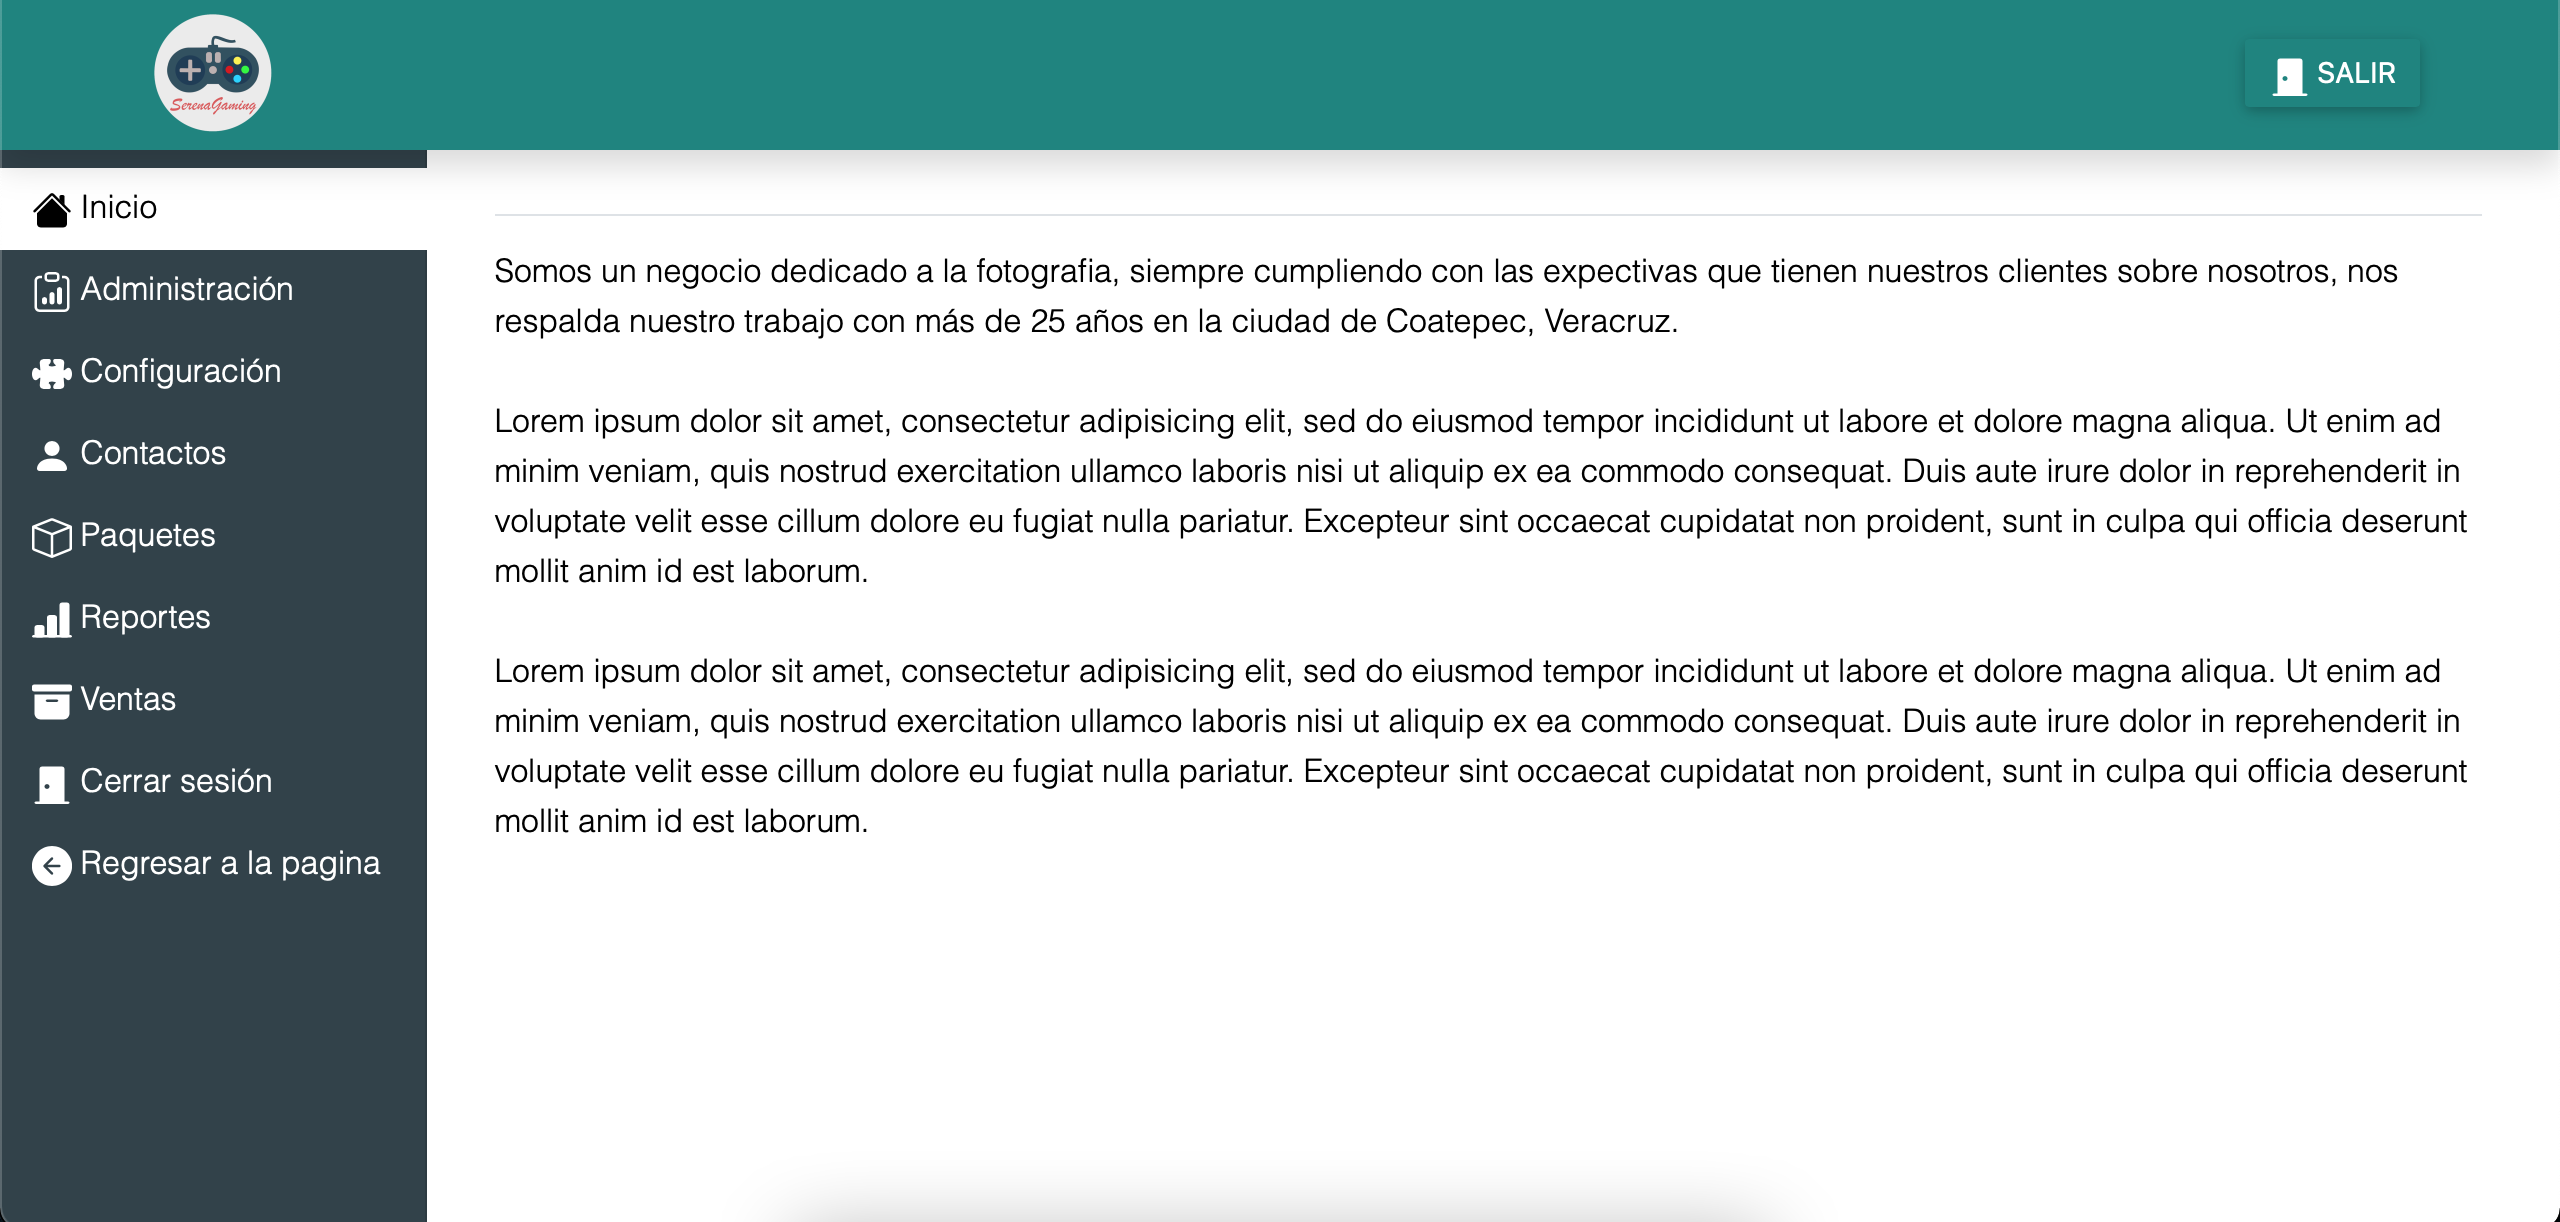 SerenaGaming
SALIR
Inicio
Administración
Configuración
Contactos
Paquetes
Reportes
Ventas
Cerrar sesión
Regresar a la pagina
Somos un negocio dedicado a la fotografia, siempre cumpliendo con las expectivas que tienen nuestros clientes sobre nosotros, nos
respalda nuestro trabajo con más de 25 años en la ciudad de Coatepec, Veracruz.
Lorem ipsum dolor sit amet, consectetur adipisicing elit, sed do eiusmod tempor incididunt ut labore et dolore magna aliqua. Ut enim ad
minim veniam, quis nostrud exercitation ullamco laboris nisi ut aliquip ex ea commodo consequat. Duis aute irure dolor in reprehenderit in
voluptate velit esse cillum dolore eu fugiat nulla pariatur. Excepteur sint occaecat cupidatat non proident, sunt in culpa qui officia deserunt
mollit anim id est laborum.
Lorem ipsum dolor sit amet, consectetur adipisicing elit, sed do eiusmod tempor incididunt ut labore et dolore magna aliqua. Ut enim ad
minim veniam, quis nostrud exercitation ullamco laboris nisi ut aliquip ex ea commodo consequat. Duis aute irure dolor in reprehenderit in
voluptate velit esse cillum dolore eu fugiat nulla pariatur. Excepteur sint occaecat cupidatat non proident, sunt in culpa qui officia deserunt
mollit anim id est laborum.